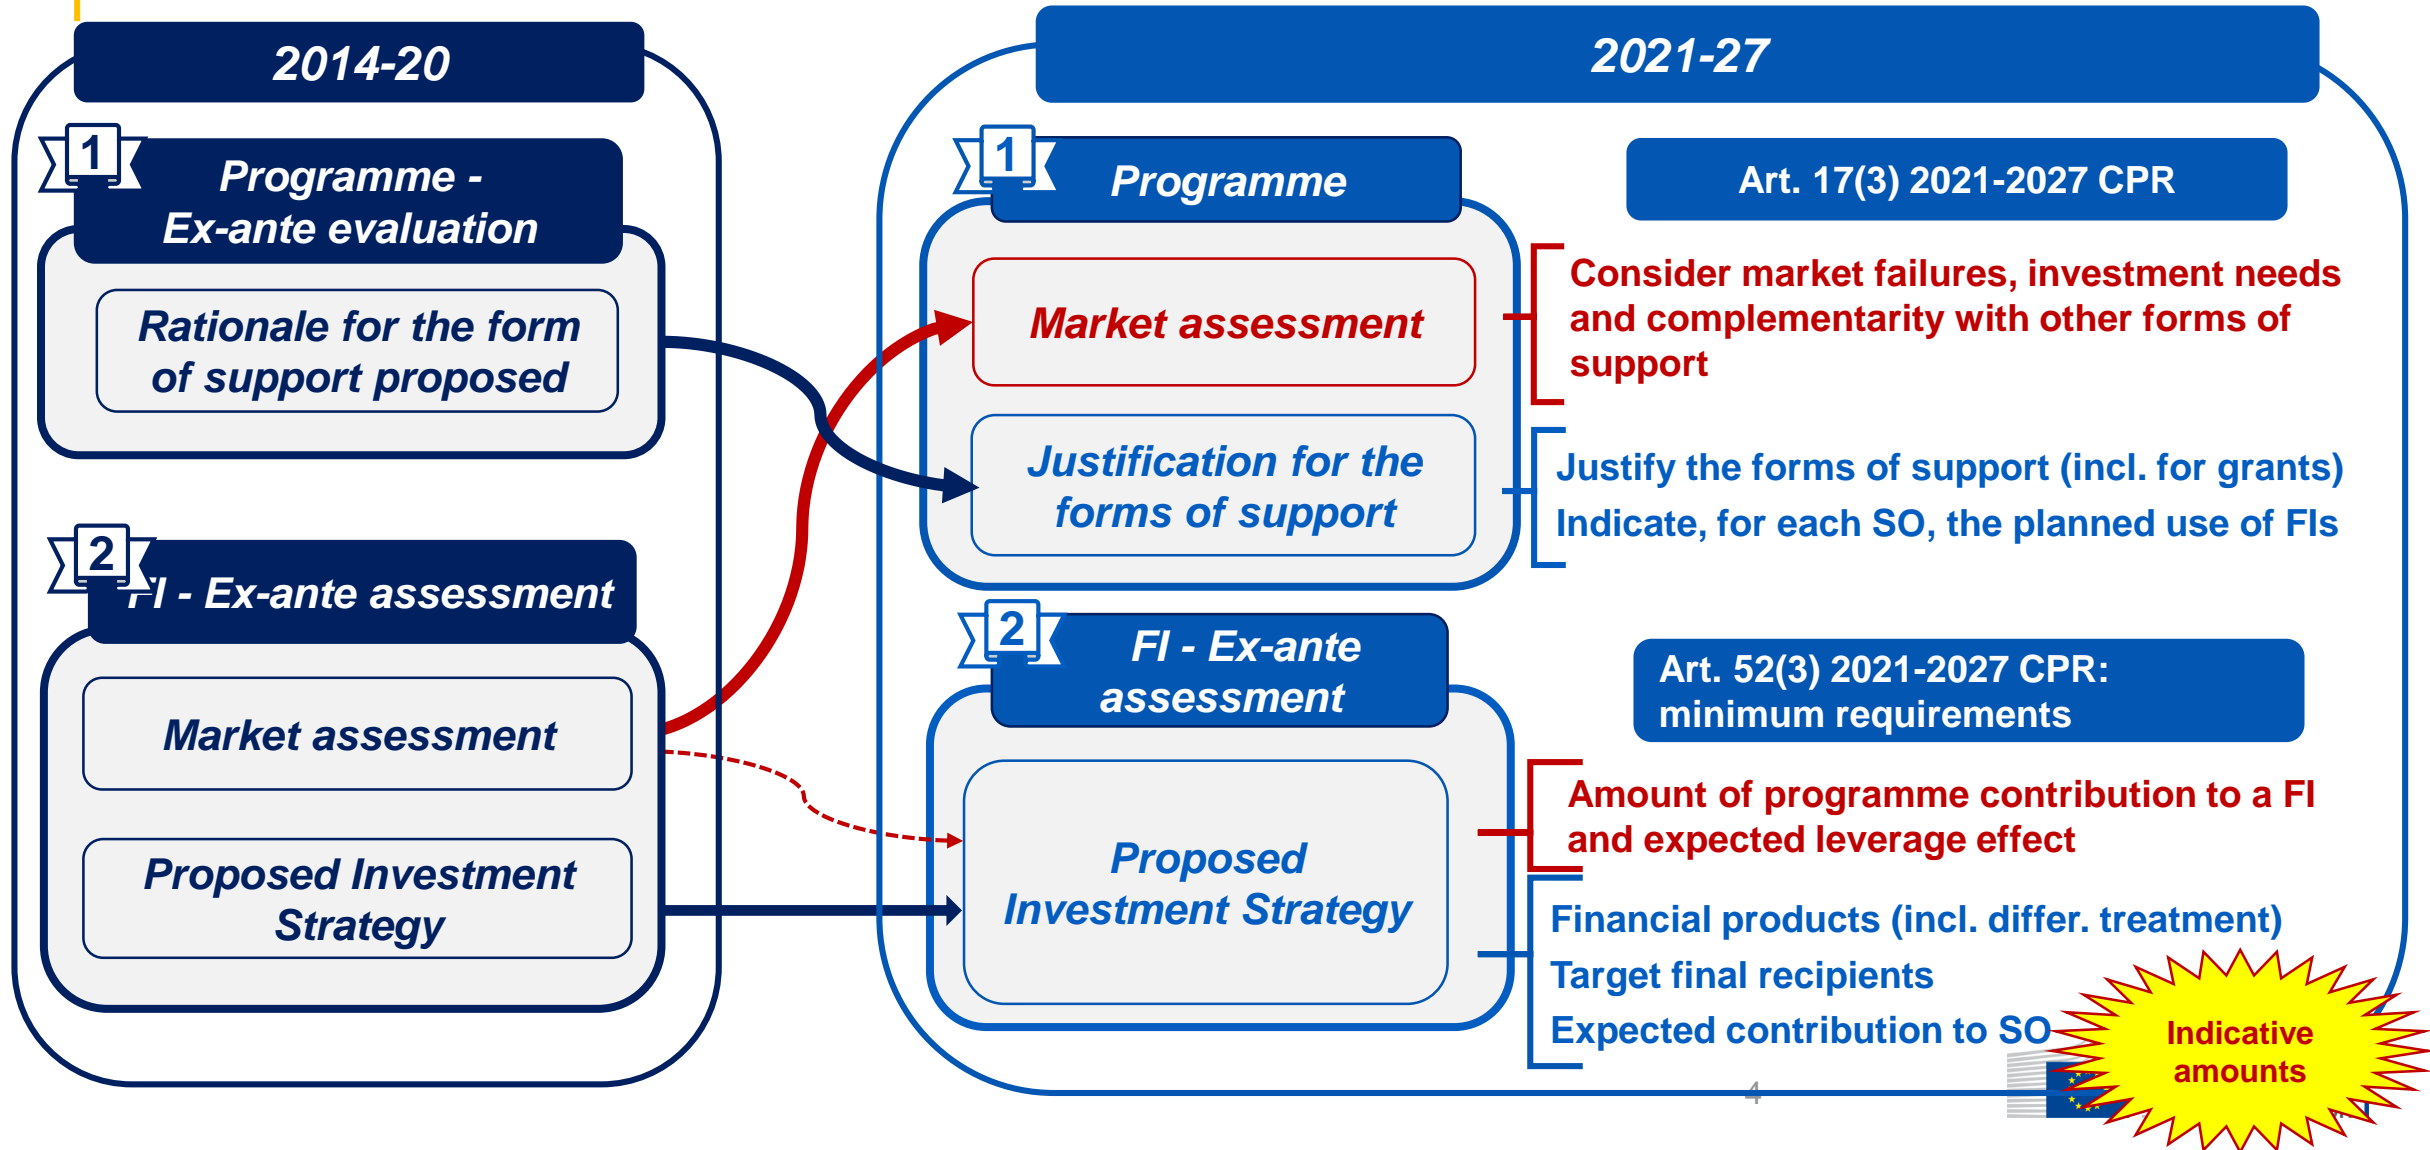 2014-20
1
Programme -
Ex-ante evaluation
Rationale for the form
of support proposed
2
FI - Ex-ante assessment
Market assessment
Proposed Investment
Strategy
2021-27
1
Programme
Market assessment
Justification for the
forms of support
Art. 17(3) 2021-2027 CPR
Consider market failures, investment needs
and complementarity with other forms of
support
Justify the forms of support (incl. for grants)
Indicate, for each SO, the planned use of FIs
2
FI - Ex-ante
assessment
Proposed
Investment Strategy
Art. 52(3) 2021-2027 CPR:
minimum requirements
Amount of programme contribution to a FI
and expected leverage effect
Financial products (incl. differ. treatment)
Target final recipients
Expected contribution to SO
Indicative
amounts
4